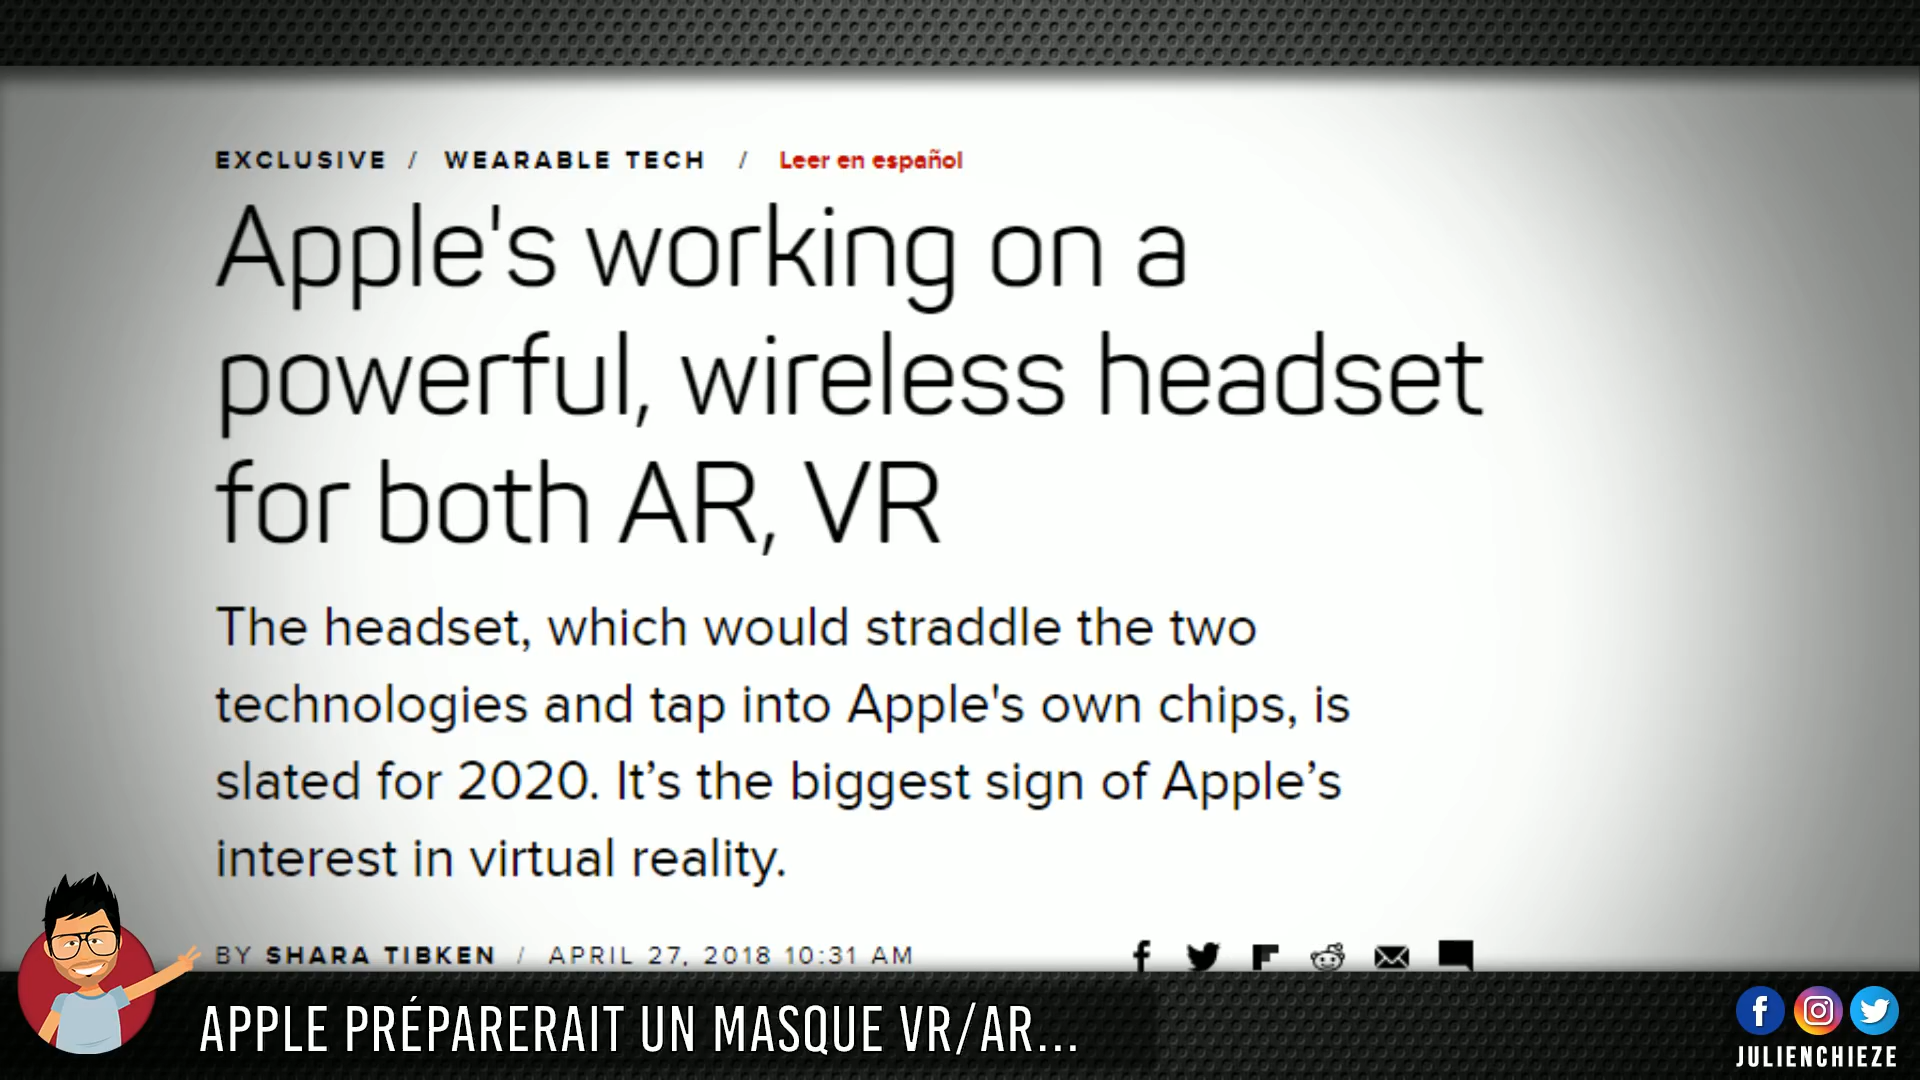 EXCLUSIVE / WEARABLE TECH / Leer en español
Apple's working on a
powerful, wireless headset
for both AR, VR
The headset, which would straddle the two
technologies and tap into Apple's own chips, is
slated for 2020. It’s the biggest sign of Apple’s
interest in virtual reality.
BY SHARA TIBKEN / APRIL 27, 2018 10:31 AM
APPLE PRÉPARERAIT UN MASQUE VR/AR...
JULIENCHIEZE